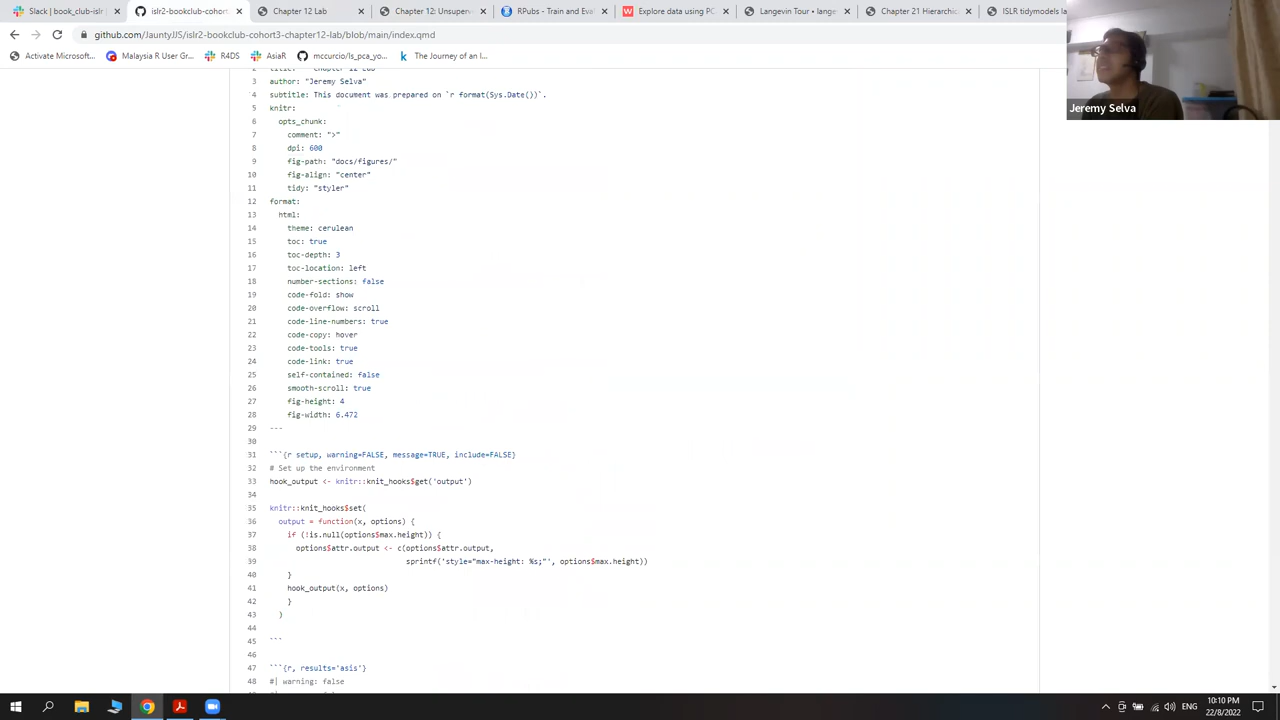 Slack | book_club-islr
islr2-bookclub-cohort
Chapter 12 Lab
Chapter 12: Unsuper
RPubs - Train and Eval
Explore data using PC
Langevin Tour • lange
Chapter 21 Hierarchic
ISLR tidymodels la
github.com/JauntyJJS/islr2-bookclub-cohort3-chapter12-lab/blob/main/index.qmd
Activate Microsoft...
Malaysia R User Gr...
R4DS
AsiaR
mccurcio/Is_pca_yo...
The Journey of an I...
3 author: "Jeremy Selva"
4 subtitle: This document was prepared on `r format(Sys.Date())`.
5 knitr:
6 opts_chunk:
7 comment: ">"
8 dpi: 600
9 fig-path: "docs/figures/"
10 fig-align: "center"
11 tidy: "styler"
12 format:
13 html:
14 theme: cerulean
15 toc: true
16 toc-depth: 3
17 toc-location: left
18 number-sections: false
19 code-fold: show
20 code-overflow: scroll
21 code-line-numbers: true
22 code-copy: hover
23 code-tools: true
24 code-link: true
25 self-contained: false
26 smooth-scroll: true
27 fig-height: 4
28 fig-width: 6.472
29 ---
30
31 ```{r setup, warning=FALSE, message=TRUE, include=FALSE}
32 # Set up the environment
33 hook_output <- knitr::knit_hooks$get('output')
34
35 knitr::knit_hooks$set(
36 output = function(x, options) {
37 if (!is.null(options$max.height)) {
38 options$attr.output <- c(options$attr.output,
39 sprintf('style="max-height: %s;"', options$max.height))
40 }
41 hook_output(x, options)
42 }
43 )
44
45 ```
46
47 ```{r, results='asis'}
48 #| warning: false
Jeremy Selva
ENG
10:10 PM
22/8/2022